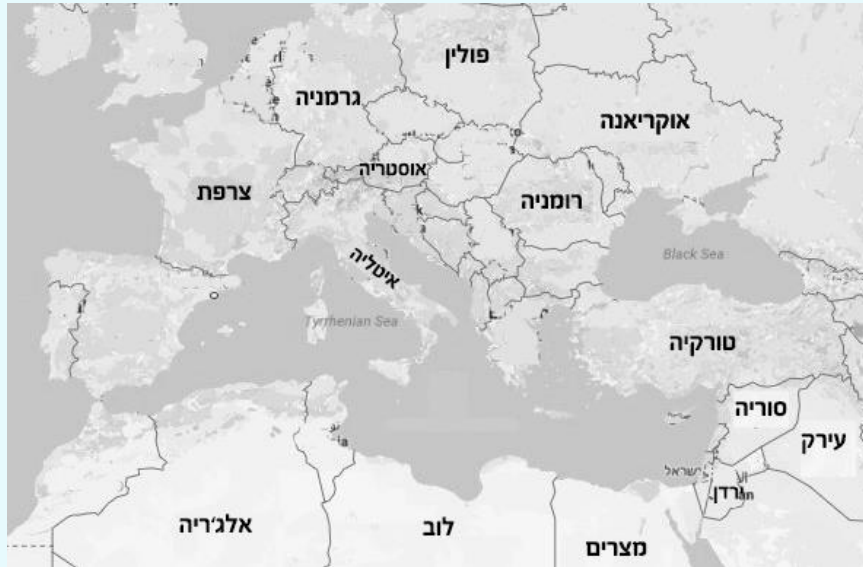 פולין
גרמניה
אוקריאנה
אוסטריה
צרפת
רומניה
איטליה
Black Sea
Tyrrhenian Sea
טורקיה
סוריה
עירק
ישראל
ירדן
אלג'ריה
לוב
מצרים